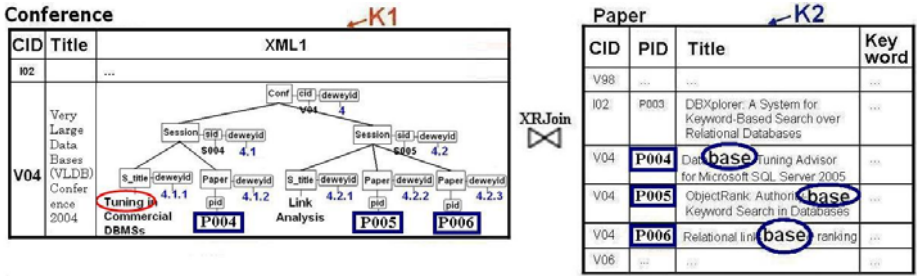 Conference
K1
CID Title XML1
I02 ...
Conf cid deweyid
V04 4
Session sid deweyid
S004 4.1
Session sid deweyid
S005 4.2
V04
Very
Large
Data
Bases
(VLDB)
Confer
ence
2004
S_title deweyid Paper deweyid
4.1.1 4.1.2
Tuning in
Commercial
DBMSs
pid
P004
S_title deweyid Paper deweyid Paper deweyid
4.2.1 4.2.2 4.2.3
Link
Analysis
pid pid
P005 P006
XRJoin
Paper
K2
CID PID Title Key
word
V98 ... ... ...
I02 P003 DBXplorer: A System for ...
Keyword-Based Search over
Relational Databases
V04 P004 Database Tuning Advisor ...
for Microsoft SQL Server 2005
V04 P005 ObjectRank: Authority base ...
Keyword Search in Databases
V04 P006 Relational link base ranking ...
V06 ... ... ...